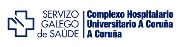 SERVIZO
GALEGO
de SAÚDE
Complexo Hospitalario
Universitario A Coruña
A Coruña